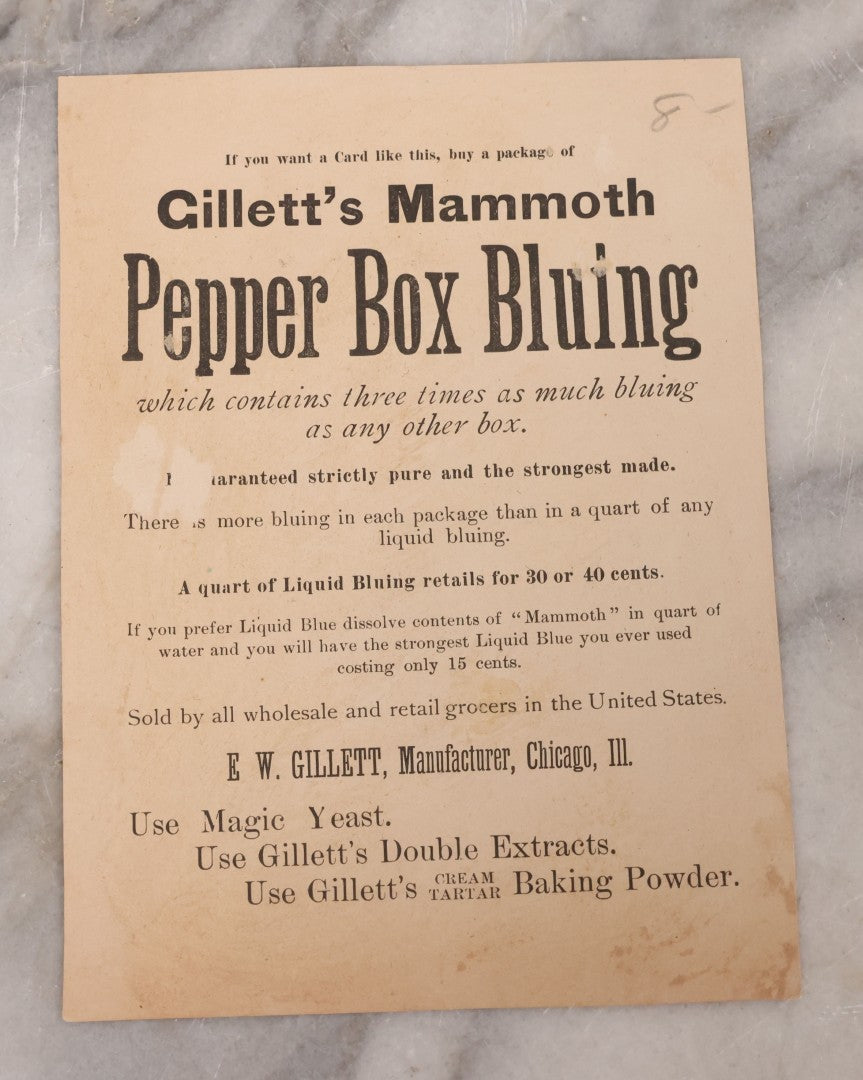 8-
If you want a Card like this, buy a package of
Gillett's Mammoth
Pepper Box Bluing
which contains three times as much bluing
as any other box.
strictly pure and the strongest made.
There is more bluing in each package than in a quart of any
liquid bluing.
A quart of Liquid Bluing retails for 30 or 40 cents.
If you prefer Liquid Blue dissolve contents of "Mammoth" in quart of
water and you will have the strongest Liquid Blue you ever used
costing only 15 cents.
Sold by all wholesale and retail grocers in the United States.
E W. GILLETT, Manufacturer, Chicago, Ill.
Use Magic Yeast.
Use Gillett's Double Extracts.
Use Gillett's CREAM TARTAR Baking Powder.